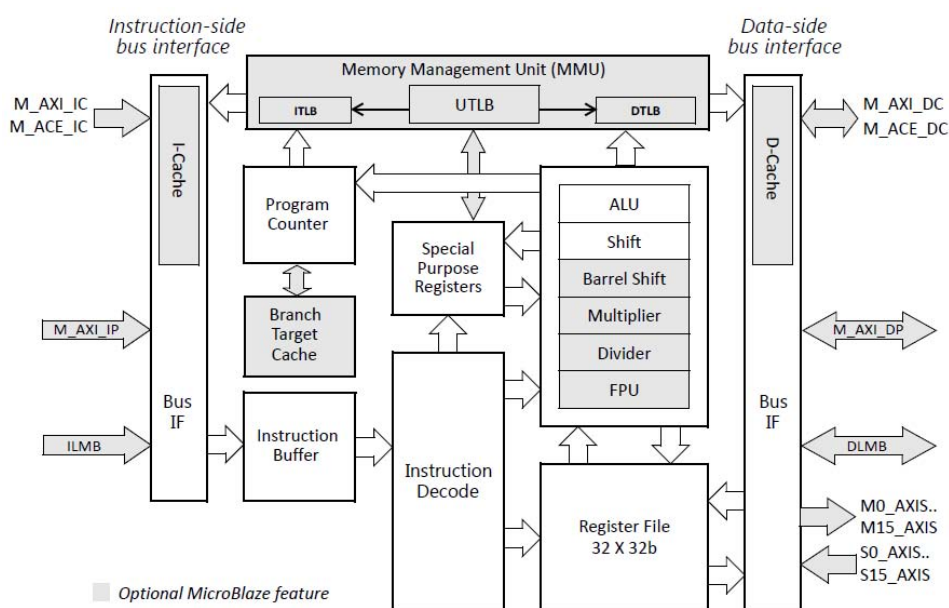 Instruction-side
bus interface
Data-side
bus interface
Memory Management Unit (MMU)
ITLB
UTLB
DTLB
M_AXI_IC
M_ACE_IC
I-Cache
M_AXI_DC
M_ACE_DC
D-Cache
Program
Counter
Special
Purpose
Registers
ALU
Shift
Barrel Shift
Multiplier
Divider
FPU
Branch
Target
Cache
M_AXI_IP
M_AXI_DP
Bus
IF
Bus
IF
ILMB
DLMB
Instruction
Buffer
Instruction
Decode
Register File
32 X 32b
M0_AXIS..
M15_AXIS
S0_AXIS..
S15_AXIS
Optional MicroBlaze feature